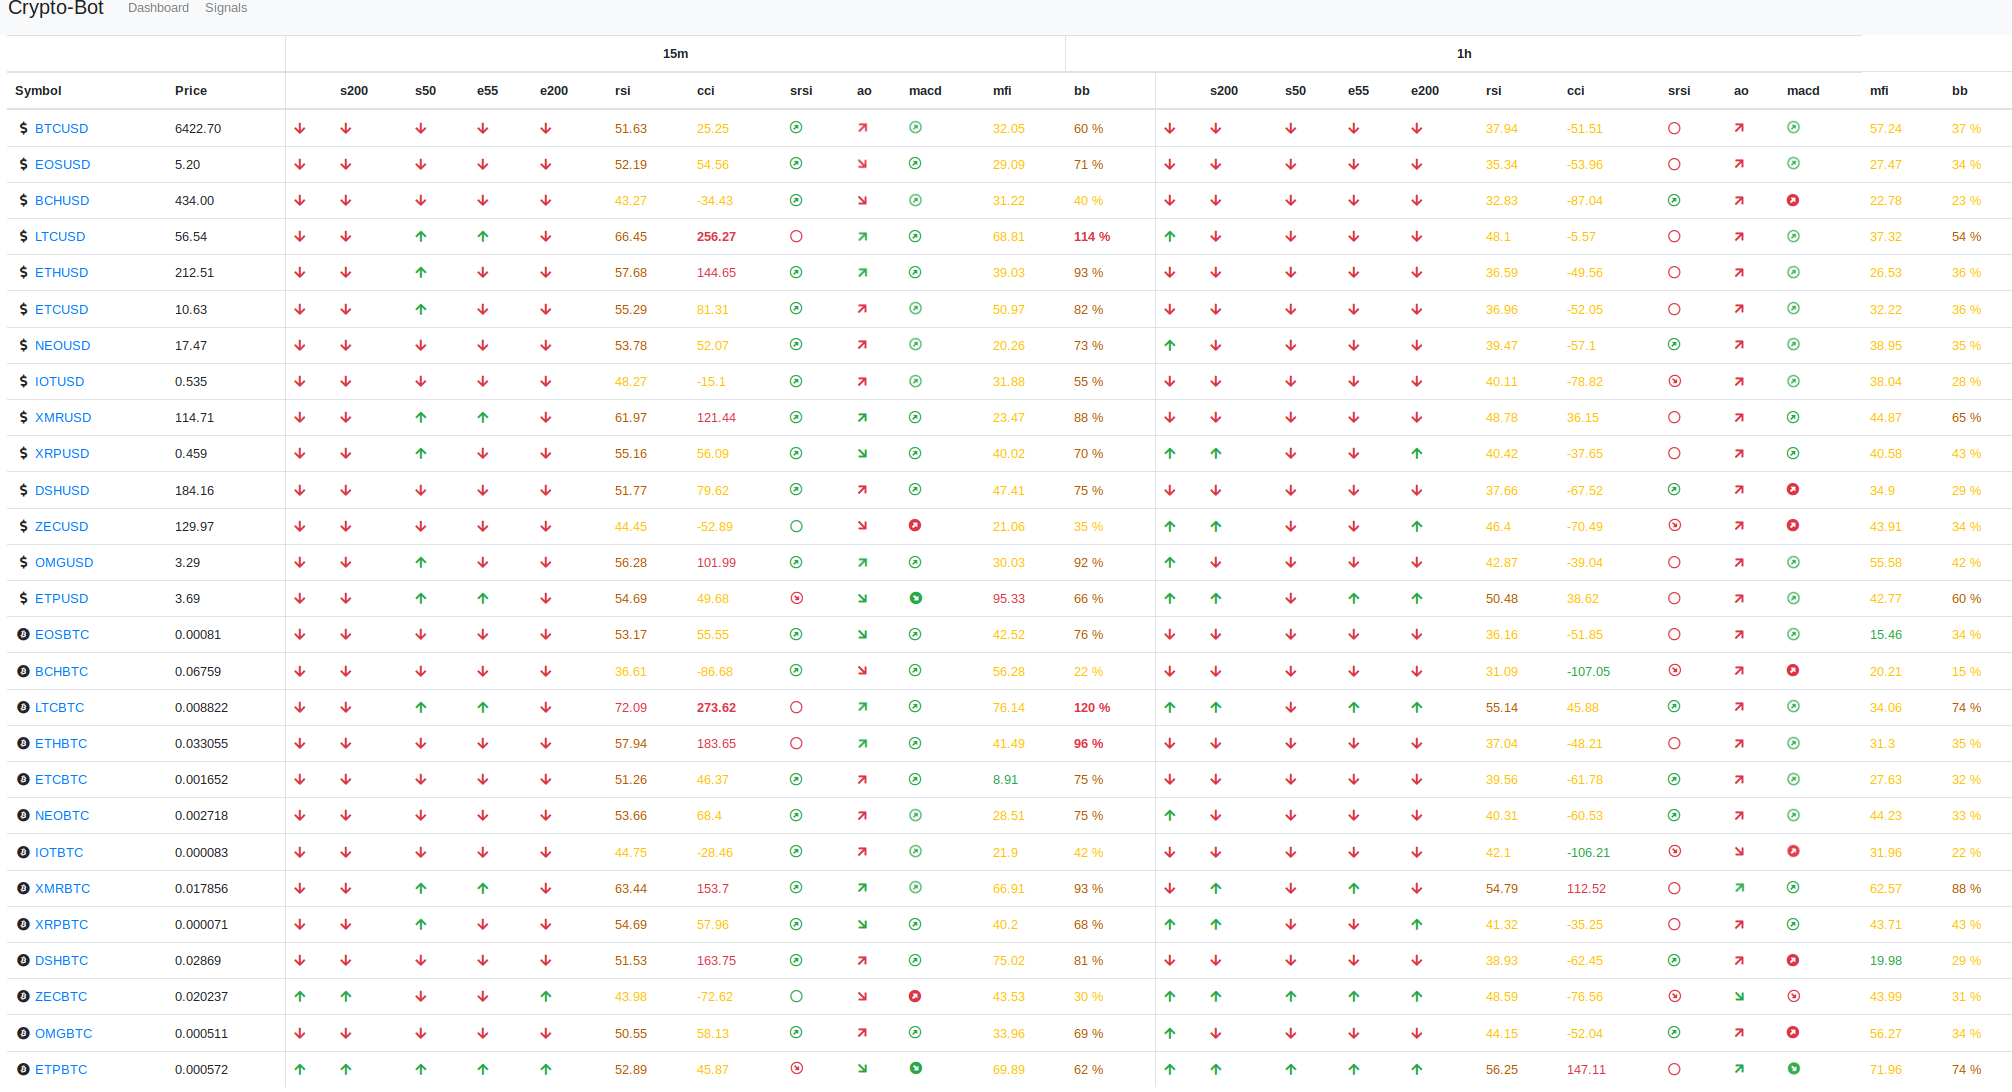 Crypto-Bot Dashboard Signals
15m 1h
Symbol Price s200 s50 e55 e200 rsi cci srsi ao macd mfi bb s200 s50 e55 e200 rsi cci srsi ao macd mfi bb
$ BTCUSD 6422.70 51.63 25.25 32.05 60 % 37.94 -51.51 57.24 37 %
$ EOSUSD 5.20 52.19 54.56 29.09 71 % 35.34 -53.96 27.47 34 %
$ BCHUSD 434.00 43.27 -34.43 31.22 40 % 32.83 -87.04 22.78 23 %
$ LTCUSD 56.54 66.45 256.27 68.81 114 % 48.1 -5.57 37.32 54 %
$ ETHUSD 212.51 57.68 144.65 39.03 93 % 36.59 -49.56 26.53 36 %
$ ETCUSD 10.63 55.29 81.31 50.97 82 % 36.96 -52.05 32.22 36 %
$ NEOUSD 17.47 53.78 52.07 20.26 73 % 39.47 -57.1 38.95 35 %
$ IOTUSD 0.535 48.27 -15.1 31.88 55 % 40.11 -78.82 38.04 28 %
$ XMRUSD 114.71 61.97 121.44 23.47 88 % 48.78 36.15 44.87 65 %
$ XRPUSD 0.459 55.16 56.09 40.02 70 % 40.42 -37.65 40.58 43 %
$ DSHUSD 184.16 51.77 79.62 47.41 75 % 37.66 -67.52 34.9 29 %
$ ZECUSD 129.97 44.45 -52.89 21.06 35 % 46.4 -70.49 43.91 34 %
$ OMGUSD 3.29 56.28 101.99 30.03 92 % 42.87 -39.04 55.58 42 %
$ ETPUSD 3.69 54.69 49.68 95.33 66 % 50.48 38.62 42.77 60 %
EOSBTC 0.00081 53.17 55.55 42.52 76 % 36.16 -51.85 15.46 34 %
BCHBTC 0.06759 36.61 -86.68 56.28 22 % 31.09 -107.05 20.21 15 %
LTCBTC 0.008822 72.09 273.62 76.14 120 % 55.14 45.88 34.06 74 %
ETHBTC 0.033055 57.94 183.65 41.49 96 % 37.04 -48.21 31.3 35 %
ETCBTC 0.001652 51.26 46.37 8.91 75 % 39.56 -61.78 27.63 32 %
NEOBTC 0.002718 53.66 68.4 28.51 75 % 40.31 -60.53 44.23 33 %
IOTBTC 0.000083 44.75 -28.46 21.9 42 % 42.1 -106.21 31.96 22 %
XMRBTC 0.017856 63.44 153.7 66.91 93 % 54.79 112.52 62.57 88 %
XRPBTC 0.000071 54.69 57.96 40.2 68 % 41.32 -35.25 43.71 43 %
DSHBTC 0.02869 51.53 163.75 75.02 81 % 38.93 -62.45 19.98 29 %
ZECBTC 0.020237 43.98 -72.62 43.53 30 % 48.59 -76.56 43.99 31 %
OMGBTC 0.000511 50.55 58.13 33.96 69 % 44.15 -52.04 56.27 34 %
ETPBTC 0.000572 52.89 45.87 69.89 62 % 56.25 147.11 71.96 74 %